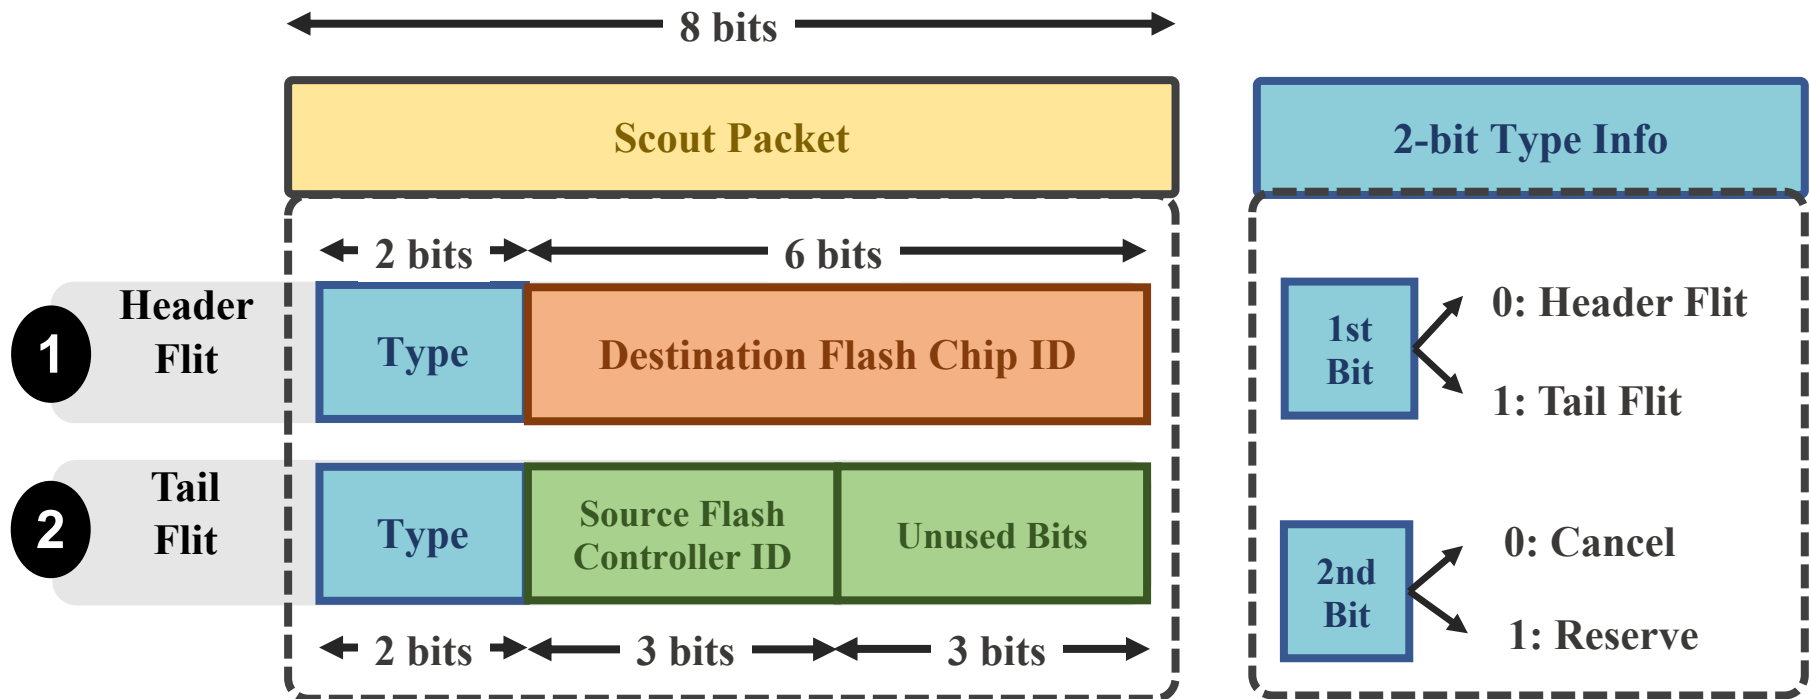 8 bits
Scout Packet
2-bit Type Info
2 bits
6 bits
1
Header
Flit
Type
Destination Flash Chip ID
1st
Bit
0: Header Flit
1: Tail Flit
2
Tail
Flit
Type
Source Flash
Controller ID
Unused Bits
2nd
Bit
0: Cancel
1: Reserve
2 bits
3 bits
3 bits